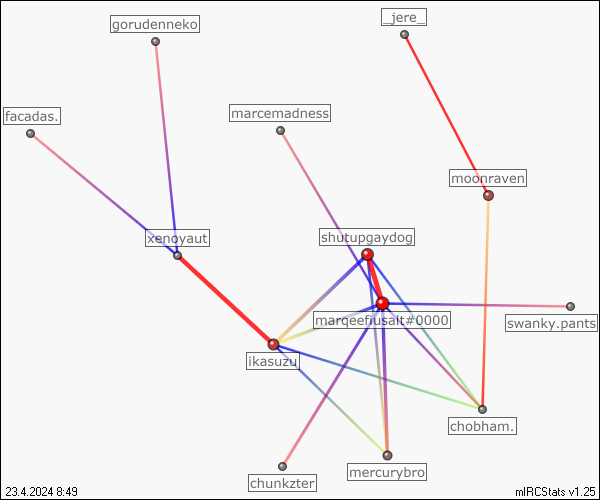 gorudenneko
_jere_
facadas.
marcemadness
moonraven
xenoyaut
shutupgaydog
marqeefiusalt#0000
swanky.pants
ikasuzu
chobham.
mercurybro
chunkzter
23.4.2024 8:49
mIRCStats v1.25